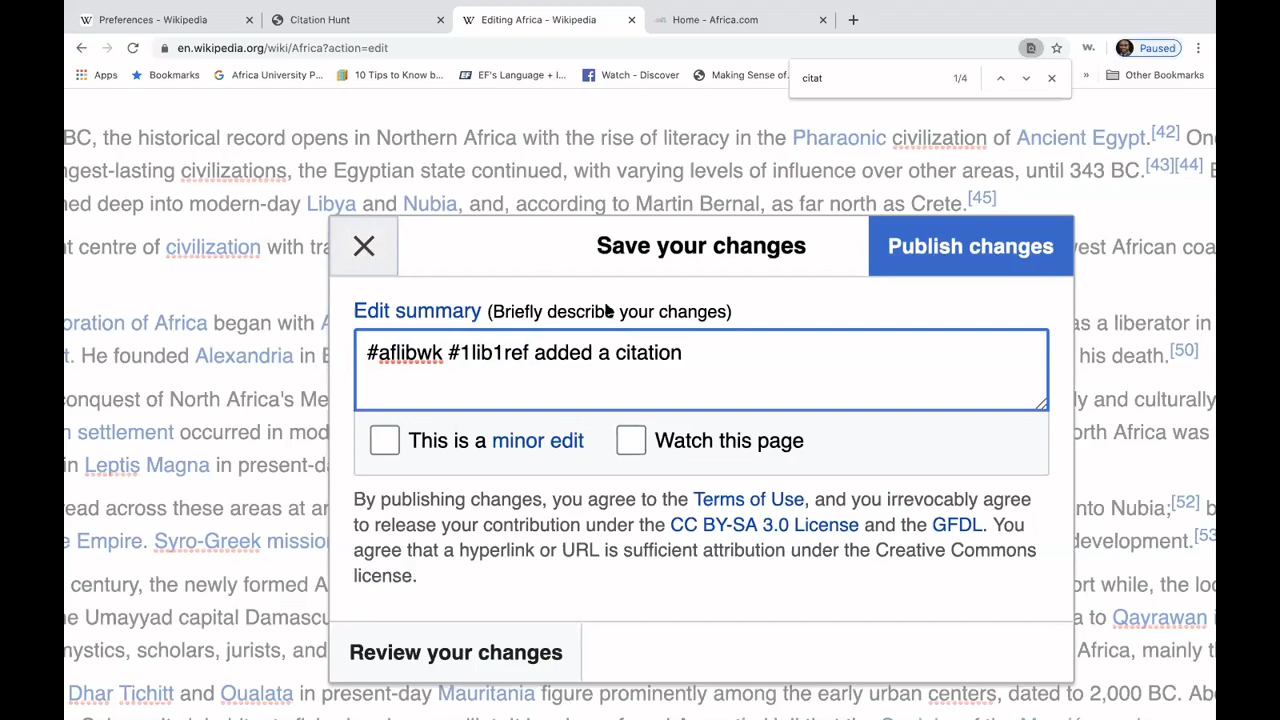 Preferences - Wikipedia
Citation Hunt
Editing Africa - Wikipedia
Home - Africa.com
en.wikipedia.org/wiki/Africa?action=edit
W.
Paused
Apps
Bookmarks
Africa University P...
10 Tips to Know b...
EF's Language + I...
Watch - Discover
Making Sense of
»
Other Bookmarks
citat 1/4
BC, the historical record opens in Northern Africa with the rise of literacy in the Pharaonic civilization of Ancient Egypt.[42] On
gest-lasting civilizations, the Egyptian state continued, with varying levels of influence over other areas, until 343 BC.[43][44]
ned deep into modern-day Libya and Nubia, and, according to Martin Bernal, as far north as Crete.[45]
nt centre of civilization with tra
est African coa
Save your changes
Publish changes
Edit summary (Briefly describe your changes)
oration of Africa began with A
as a liberator in
t. He founded Alexandria in E
his death.[50]
#aflibwk #1lib1ref added a citation
conquest of North Africa's Me
ly and culturally
n settlement occurred in mod
orth Africa was
This is a minor edit
Watch this page
in Leptis Magna in present-da
ead across these areas at ar
nto Nubia;[52] b
e Empire. Syro-Greek mission
development.[53
By publishing changes, you agree to the Terms of Use, and you irrevocably agree
to release your contribution under the CC BY-SA 3.0 License and the GFDL. You
agree that a hyperlink or URL is sufficient attribution under the Creative Commons
license.
century, the newly formed A
ort while, the loc
e Umayyad capital Damascu
a to Qayrawan i
mystics, scholars, jurists, and
Africa, mainly th
Review your changes
Dhar Tichitt and Oualata in present-day Mauritania figure prominently among the early urban centers, dated to 2,000 BC. Abo